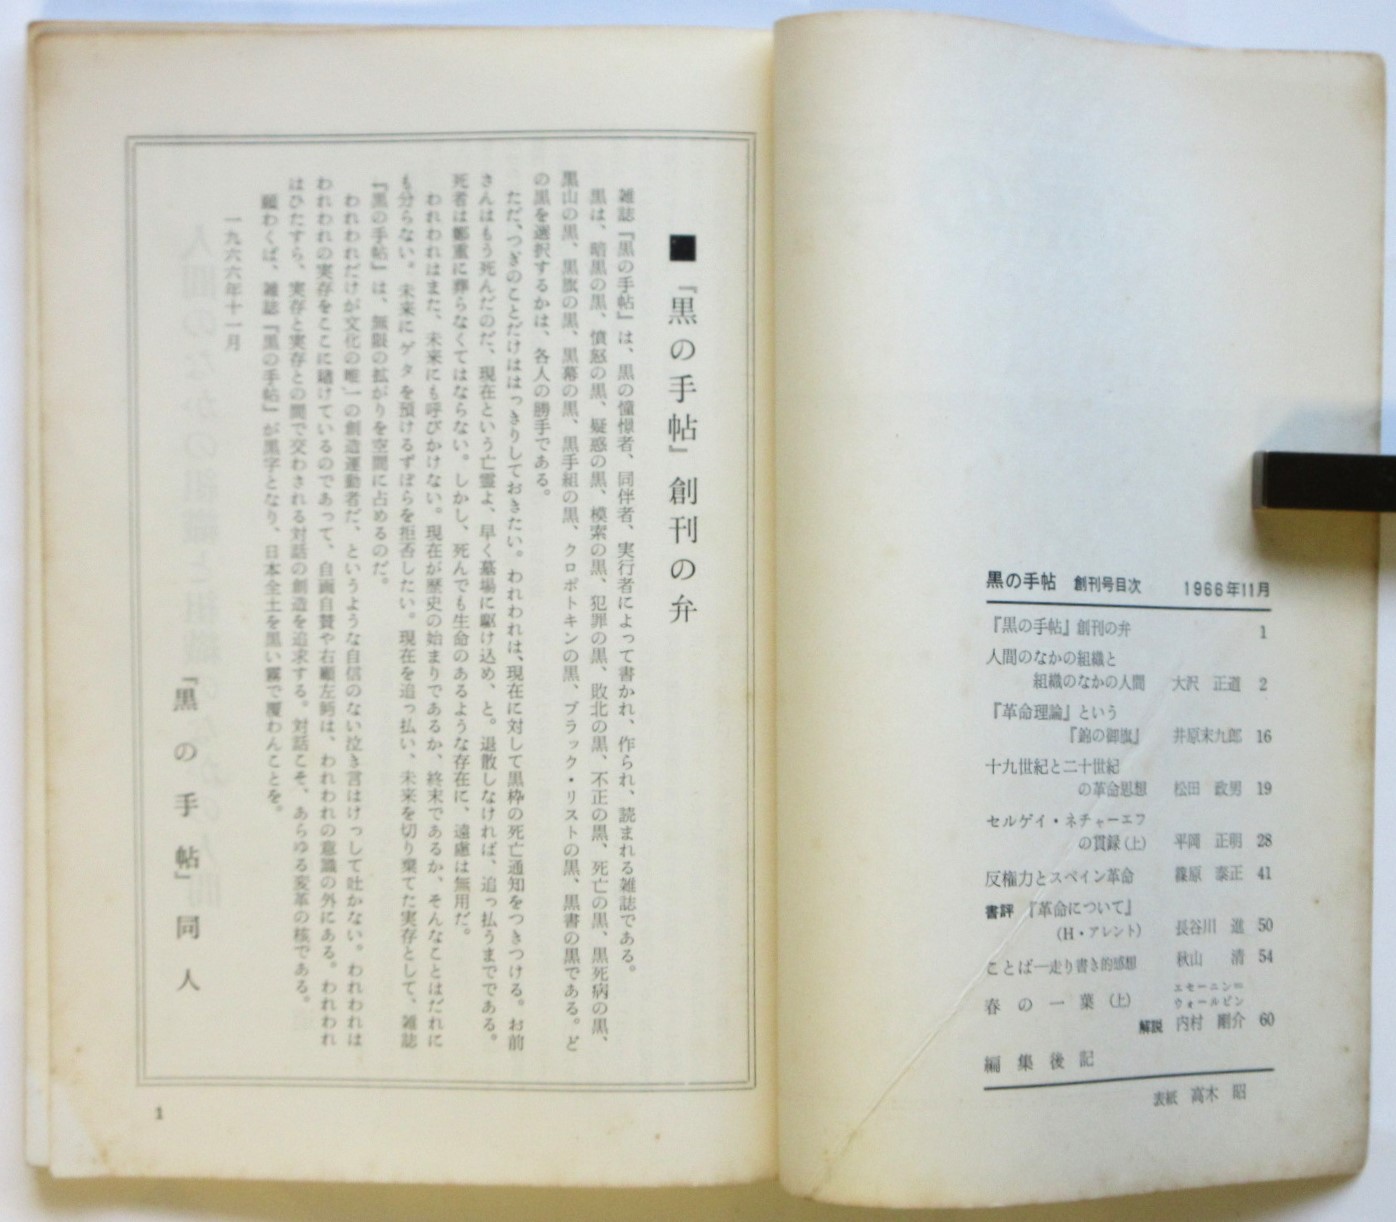 黒の手帖 創刊号目次 1966年11月
『黒の手帖』創刊の弁 1
人間のなかの組織と
組織のなかの人間 大沢 正道 2
『革命理論』という
『錦の御旗』 井原末九郎 16
十九世紀と二十世紀
の革命思想 松田 政男 19
セルゲイ・ネチャーエフ
の貫録(上) 平岡 正明 28
反権力とスペイン革命 篠原 泰正 41
書評 『革命について』
(H・アレント) 長谷川 進 50
ことば―走り書き的感想 秋山 清 54
春の一葉(上) エセーニン=
ウォールピン
解説 内村 剛介 60
編集後記
表紙 高木 昭
■『黒の手帖』創刊の弁
雑誌『黒の手帖』は、黒の憧憬者、同伴者、実行者によって書かれ、作られ、読まれる雑誌である。
黒は、暗黒の黒、憤怒の黒、疑惑の黒、模索の黒、犯罪の黒、敗北の黒、不正の黒、死亡の黒、黒死病の黒、
黒山の黒、黒旗の黒、黒幕の黒、黒手組の黒、クロポトキンの黒、ブラック・リストの黒、黒書の黒である。ど
の黒を選択するかは、各人の勝手である。
ただ、つぎのことだけははっきりしておきたい。われわれは、現在に対して黒枠の死亡通知をつきつける。お前
さんはもう死んだのだ、現在という亡霊よ、早く墓場に駆け込め、と。退散しなければ、追っ払うまでである。
死者は鄭重に葬らなくてはならない。しかし、死んでも生命のあるような存在に、遠慮は無用だ。
われわれはまた、未来にも呼びかけない。現在が歴史の始まりであるか、終末であるか、そんなことはだれに
も分らない。未来にゲタを預けるずぼらを拒否したい。現在を追っ払い、未来を切り棄てた実存として、雑誌
『黒の手帖』は、無限の拡がりを空間に占めるのだ。
われわれだけが文化の唯一の創造運動者だ、というような自信のない泣き言はけっして吐かない。われわれは
われわれの実存をここに賭けているのであって、自画自賛や右顧左眄は、われわれの意識の外にある。われわれ
はひたすら、実存と実存との間で交わされる対話の創造を追求する。対話こそ、あらゆる変革の核である。
願わくば、雑誌『黒の手帖』が黒字となり、日本全土を黒い霧で覆わんことを。
一九六六年十一月
『黒の手帖』同人
1